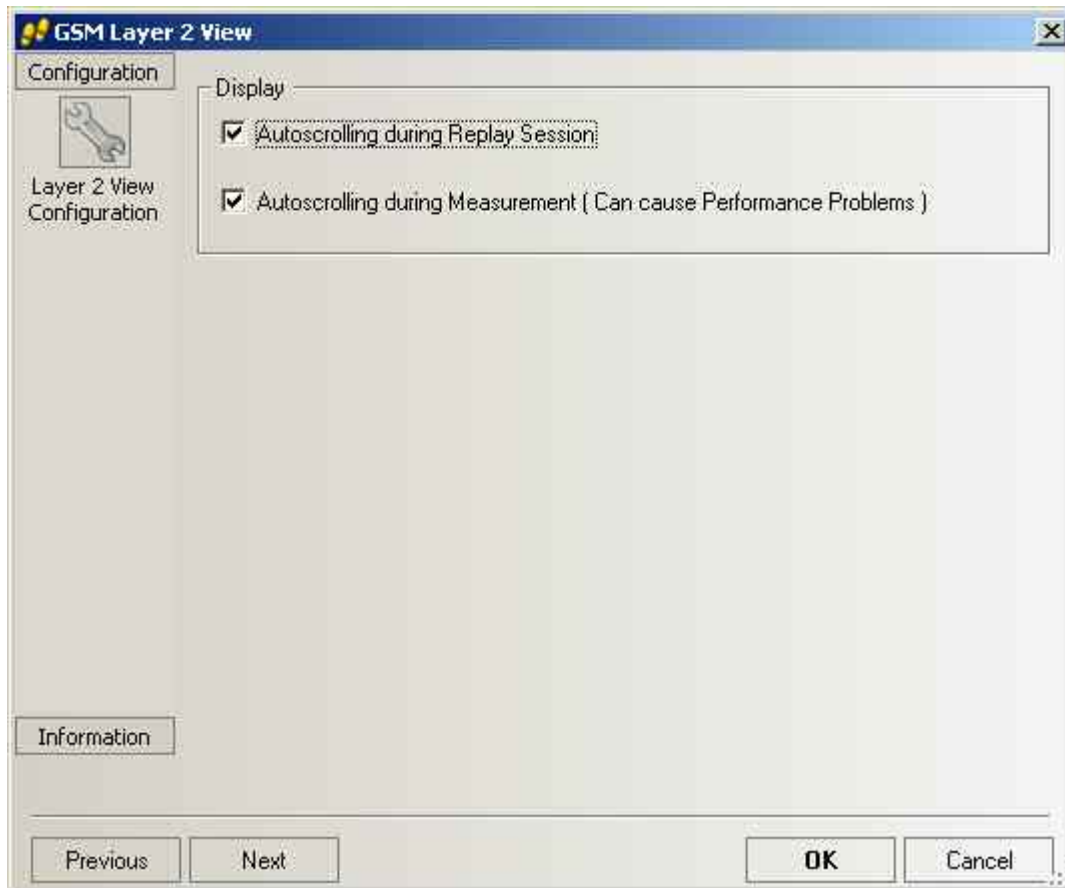 GSM Layer 2 View
Configuration
Layer 2 View
Configuration
Display
Autoscrolling during Replay Session
Autoscrolling during Measurement ( Can cause Performance Problems )
Information
Previous
Next
OK
Cancel